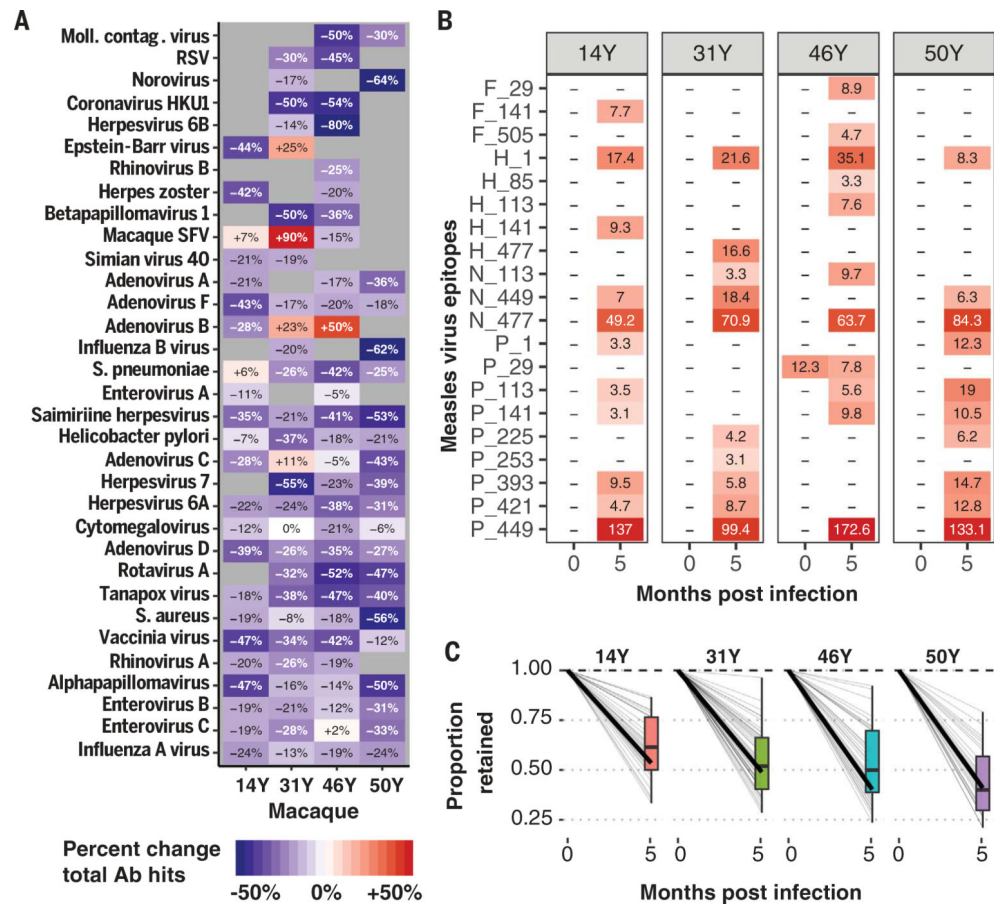 A
Moll. contag. virus -50% -30%
RSV -30% -45%
Norovirus -17% -64%
Coronavirus HKU1 -50% -54%
Herpesvirus 6B -14% -80%
Epstein-Barr virus -44% +25%
Rhinovirus B -25%
Herpes zoster -42% -20%
Betapapillomavirus 1 -50% -36%
Macaque SFV +7% +90% -15%
Simian virus 40 -21% -19%
Adenovirus A -21% -17% -36%
Adenovirus F -43% -17% -20% -18%
Adenovirus B -28% +23% +50%
Influenza B virus -20% -62%
S. pneumoniae +6% -26% -42% -25%
Enterovirus A -11% -5%
Saimiriine herpesvirus -35% -21% -41% -53%
Helicobacter pylori -7% -37% -18% -21%
Adenovirus C -28% +11% -5% -43%
Herpesvirus 7 -55% -23% -39%
Herpesvirus 6A -22% -24% -38% -31%
Cytomegalovirus -12% 0% -21% -6%
Adenovirus D -39% -26% -35% -27%
Rotavirus A -32% -52% -47%
Tanapox virus -18% -38% -47% -40%
S. aureus -19% -8% -18% -56%
Vaccinia virus -47% -34% -42% -12%
Rhinovirus A -20% -26% -19%
Alphapapillomavirus -47% -16% -14% -50%
Enterovirus B -19% -21% -12% -31%
Enterovirus C -19% -28% +2% -33%
Influenza A virus -24% -13% -19% -24%
14Y 31Y 46Y 50Y
Macaque
Percent change
total Ab hits
-50% 0% +50%
B
14Y 31Y 46Y 50Y
Measles virus epitopes
F_29 – – – – – 8.9 – –
F_141 – 7.7 – – – – – –
F_505 – – – – – 4.7 – –
H_1 – 17.4 – 21.6 – 35.1 – 8.3
H_85 – – – – – 3.3 – –
H_113 – – – – – 7.6 – –
H_141 – 9.3 – – – – – –
H_477 – – – 16.6 – – – –
N_113 – – – 3.3 – 9.7 – –
N_449 – 7 – 18.4 – – – 6.3
N_477 – 49.2 – 70.9 – 63.7 – 84.3
P_1 – 3.3 – – – – – 12.3
P_29 – – – – 12.3 7.8 – –
P_113 – 3.5 – – – 5.6 – 19
P_141 – 3.1 – – – 9.8 – 10.5
P_225 – – – 4.2 – – – 6.2
P_253 – – – 3.1 – – – –
P_393 – 9.5 – 5.8 – – – 14.7
P_421 – 4.7 – 8.7 – – – 12.8
P_449 – 137 – 99.4 – 172.6 – 133.1
0 5 0 5 0 5 0 5
Months post infection
C
14Y 31Y 46Y 50Y
Proportion
retained
1.00
0.75
0.50
0.25
0 5 0 5 0 5 0 5
Months post infection